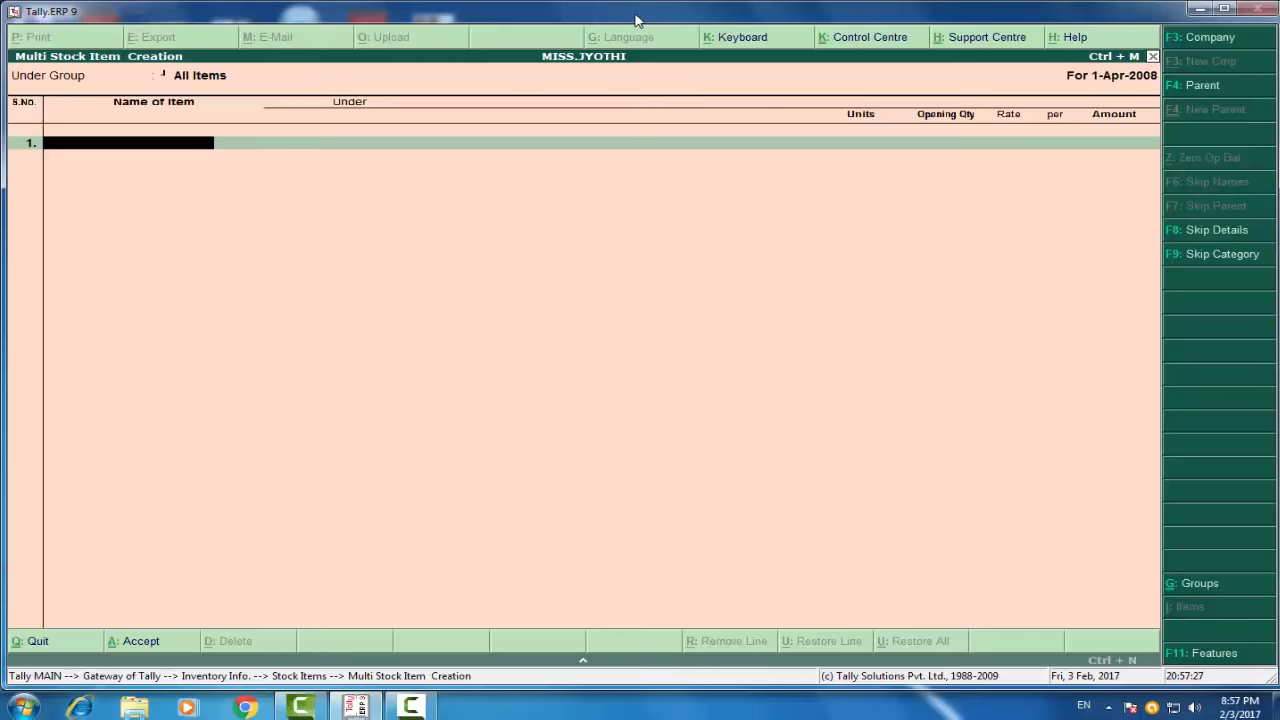 Tally.ERP 9
P: Print E: Export M: E-Mail O: Upload G: Language K: Keyboard K: Control Centre H: Support Centre H: Help
Multi Stock Item Creation MISS.JYOTHI Ctrl + M
Under Group : All Items For 1-Apr-2008
S.No. Name of Item Under
Units Opening Qty Rate per Amount
1.
F3: Company
F3: New Cmp
F4: Parent
F4: New Parent
Z: Zero Op Bal
F6: Skip Names
F7: Skip Parent
F8: Skip Details
F9: Skip Category
G: Groups
I: Items
F11: Features
Q: Quit A: Accept D: Delete R: Remove Line U: Restore Line U: Restore All
Ctrl + N
Tally MAIN --> Gateway of Tally --> Inventory Info. --> Stock Items --> Multi Stock Item Creation (c) Tally Solutions Pvt. Ltd., 1988-2009 Fri, 3 Feb, 2017 20:57:27
Tally ERP 9
EN 8:57 PM
2/3/2017